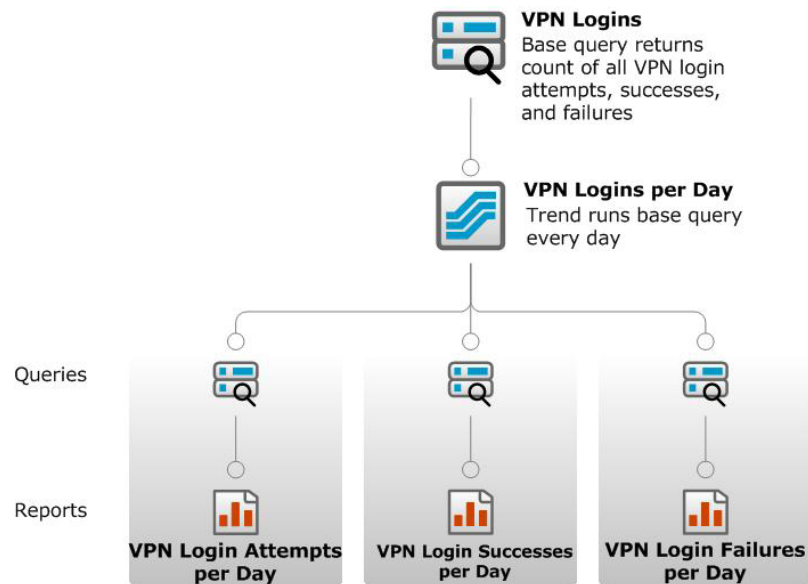 VPN Logins
Base query returns
count of all VPN login
attempts, successes,
and failures
VPN Logins per Day
Trend runs base query
every day
Queries
Reports
VPN Login Attempts
per Day
VPN Login Successes
per Day
VPN Login Failures
per Day